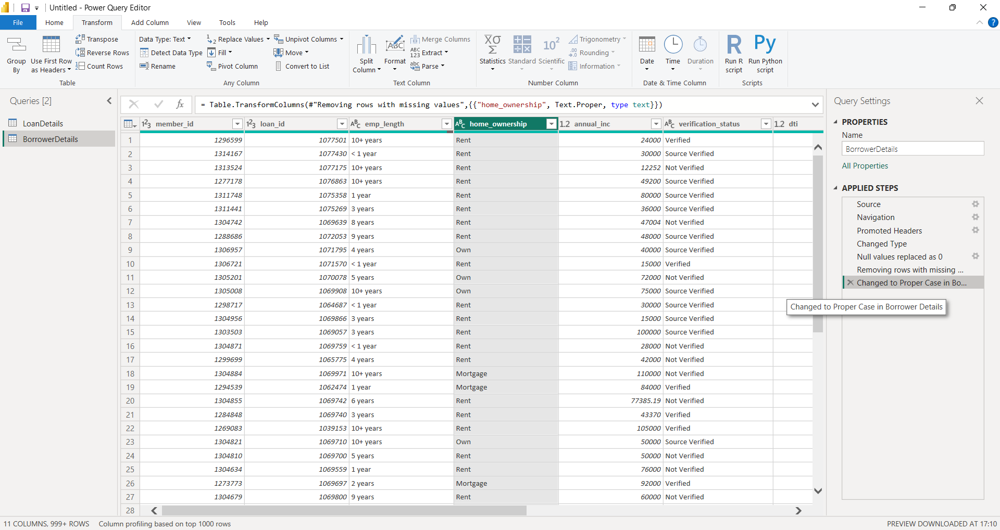 Untitled - Power Query Editor
File Home Transform Add Column View Tools Help ?
Group By
Use First Row as Headers
Transpose
Reverse Rows
Count Rows
Table
Data Type: Text
Detect Data Type
Rename
Replace Values
Fill
Pivot Column
Unpivot Columns
Move
Convert to List
Any Column
Split Column
Format
Merge Columns
Extract
Parse
Text Column
Statistics
Standard
Scientific
Trigonometry
Rounding
Information
Number Column
Date
Time
Duration
Date & Time Column
Run R script
Run Python script
Scripts
Queries [2]
LoanDetails
BorrowerDetails
= Table.TransformColumns(#"Removing rows with missing values",{{"home_ownership", Text.Proper, type text}})
member_id loan_id emp_length home_ownership annual_inc verification_status dti
1 1296599 1077501 10+ years Rent 24000 Verified
2 1314167 1077430 < 1 year Rent 30000 Source Verified
3 1313524 1077175 10+ years Rent 12252 Not Verified
4 1277178 1076863 10+ years Rent 49200 Source Verified
5 1311748 1075358 1 year Rent 80000 Source Verified
6 1311441 1075269 3 years Rent 36000 Source Verified
7 1304742 1069639 8 years Rent 47004 Not Verified
8 1288686 1072053 9 years Rent 48000 Source Verified
9 1306957 1071795 4 years Own 40000 Source Verified
10 1306721 1071570 < 1 year Rent 15000 Verified
11 1305201 1070078 5 years Own 72000 Not Verified
12 1305008 1069908 10+ years Own 75000 Source Verified
13 1298717 1064687 < 1 year Rent 30000 Source Verified
14 1304956 1069866 3 years Rent 15000 Source Verified
15 1303503 1069057 3 years Rent 100000 Source Verified
16 1304871 1069759 < 1 year Rent 28000 Not Verified
17 1299699 1065775 4 years Rent 42000 Not Verified
18 1304884 1069971 10+ years Mortgage 110000 Not Verified
19 1294539 1062474 1 year Mortgage 84000 Verified
20 1304855 1069742 6 years Rent 77385.19 Not Verified
21 1284848 1069740 3 years Rent 43370 Verified
22 1269083 1039153 10+ years Rent 105000 Verified
23 1304821 1069710 10+ years Own 50000 Source Verified
24 1304810 1069700 5 years Rent 50000 Not Verified
25 1304634 1069559 1 year Rent 76000 Not Verified
26 1273773 1069697 2 years Mortgage 92000 Verified
27 1304679 1069800 9 years Rent 60000 Not Verified
28
Query Settings
PROPERTIES
Name
BorrowerDetails
All Properties
APPLIED STEPS
Source
Navigation
Promoted Headers
Changed Type
Null values replaced as 0
Removing rows with missing ...
Changed to Proper Case in Bo...
Changed to Proper Case in Borrower Details
11 COLUMNS, 999+ ROWS Column profiling based on top 1000 rows
PREVIEW DOWNLOADED AT 17:10